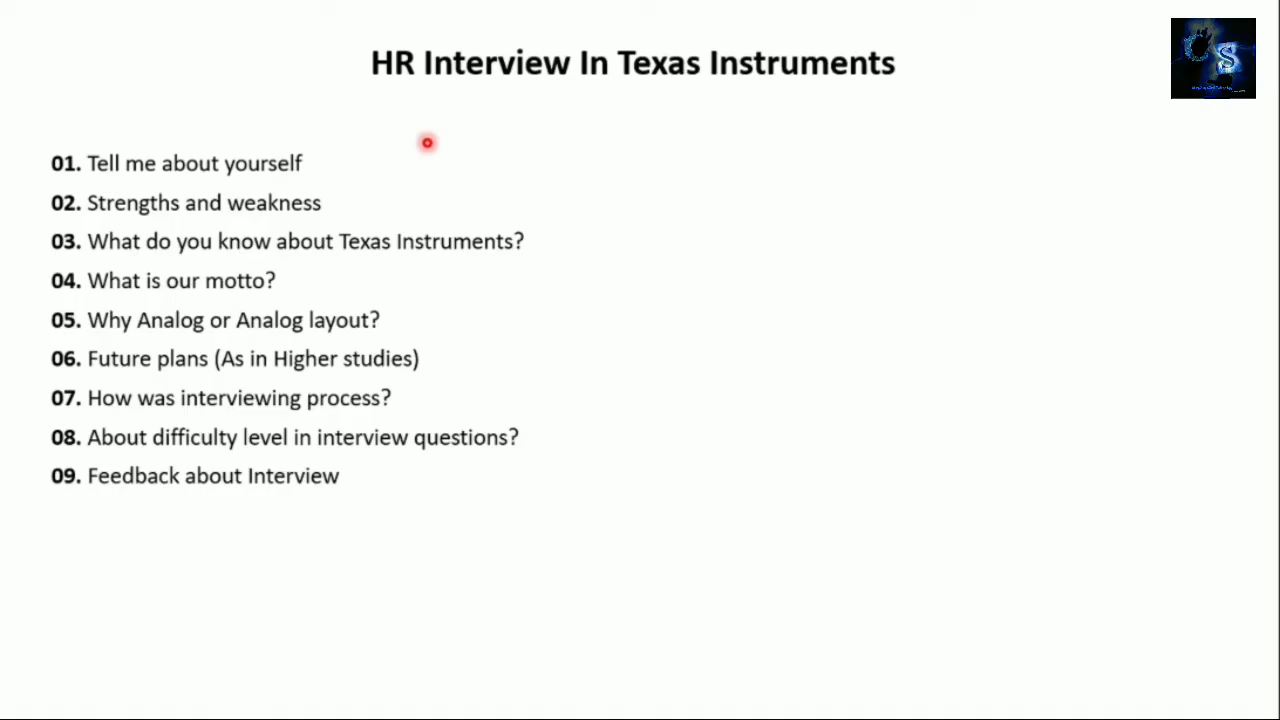 HR Interview In Texas Instruments
01. Tell me about yourself
02. Strengths and weakness
03. What do you know about Texas Instruments?
04. What is our motto?
05. Why Analog or Analog layout?
06. Future plans (As in Higher studies)
07. How was interviewing process?
08. About difficulty level in interview questions?
09. Feedback about Interview